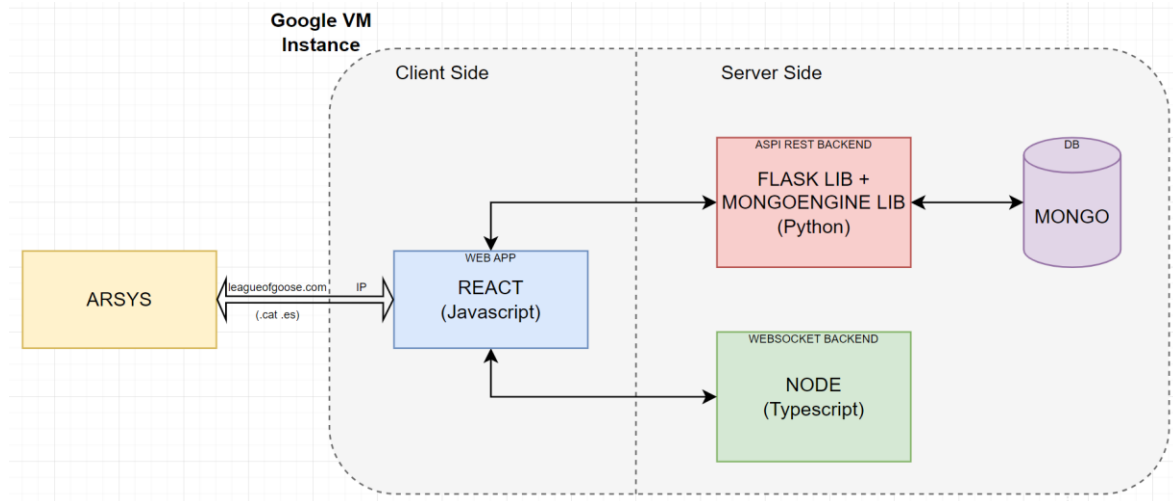 Google VM
Instance
Client Side
Server Side
ASPI REST BACKEND
FLASK LIB +
MONGOENGINE LIB
(Python)
DB
MONGO
ARSYS
leagueofgoose.com
IP
(.cat .es)
WEB APP
REACT
(Javascript)
WEBSOCKET BACKEND
NODE
(Typescript)